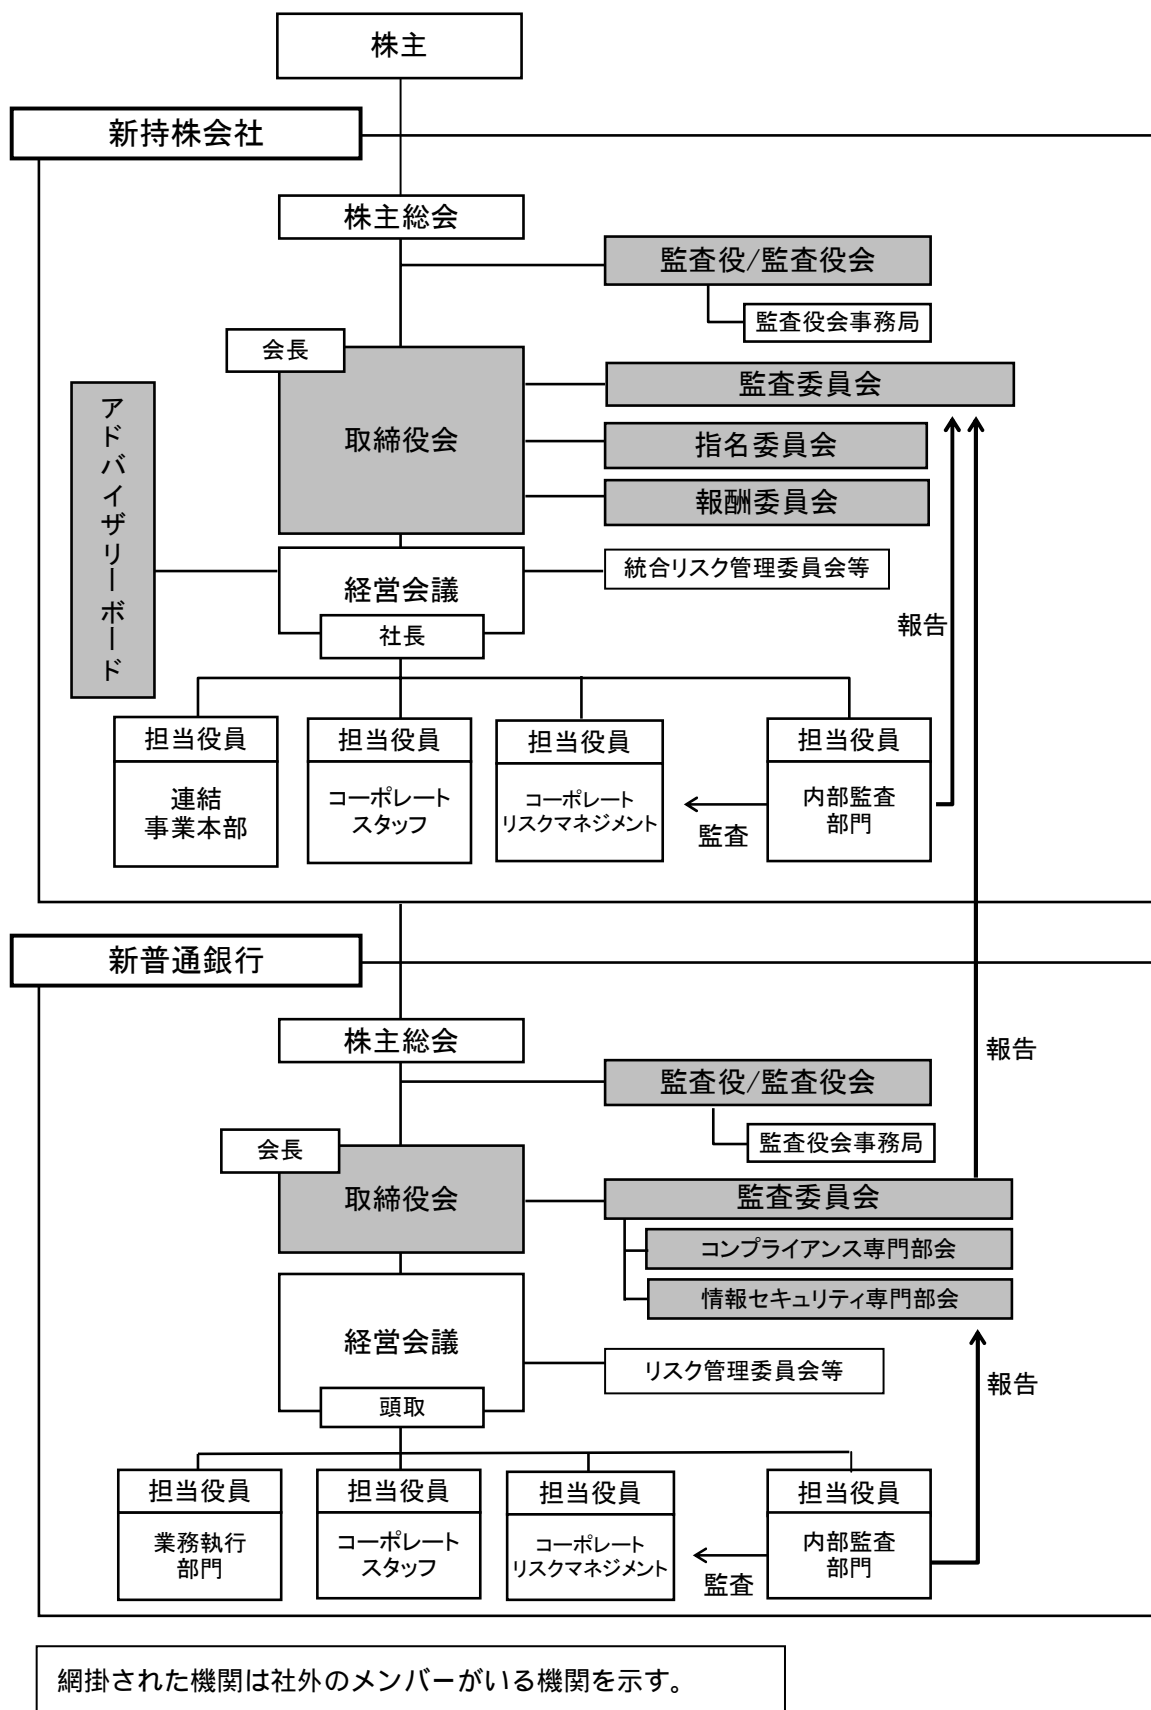 株主
新持株会社
株主総会
監査役/監査役会
監査役会事務局
会長
取締役会
監査委員会
指名委員会
報酬委員会
アドバイザリーボード
経営会議
社長
統合リスク管理委員会等
報告
担当役員
連結
事業本部
担当役員
コーポレート
スタッフ
担当役員
コーポレート
リスクマネジメント
監査
担当役員
内部監査
部門
新普通銀行
株主総会
報告
監査役/監査役会
監査役会事務局
会長
取締役会
監査委員会
コンプライアンス専門部会
情報セキュリティ専門部会
経営会議
頭取
リスク管理委員会等
報告
担当役員
業務執行
部門
担当役員
コーポレート
スタッフ
担当役員
コーポレート
リスクマネジメント
監査
担当役員
内部監査
部門
網掛された機関は社外のメンバーがいる機関を示す。